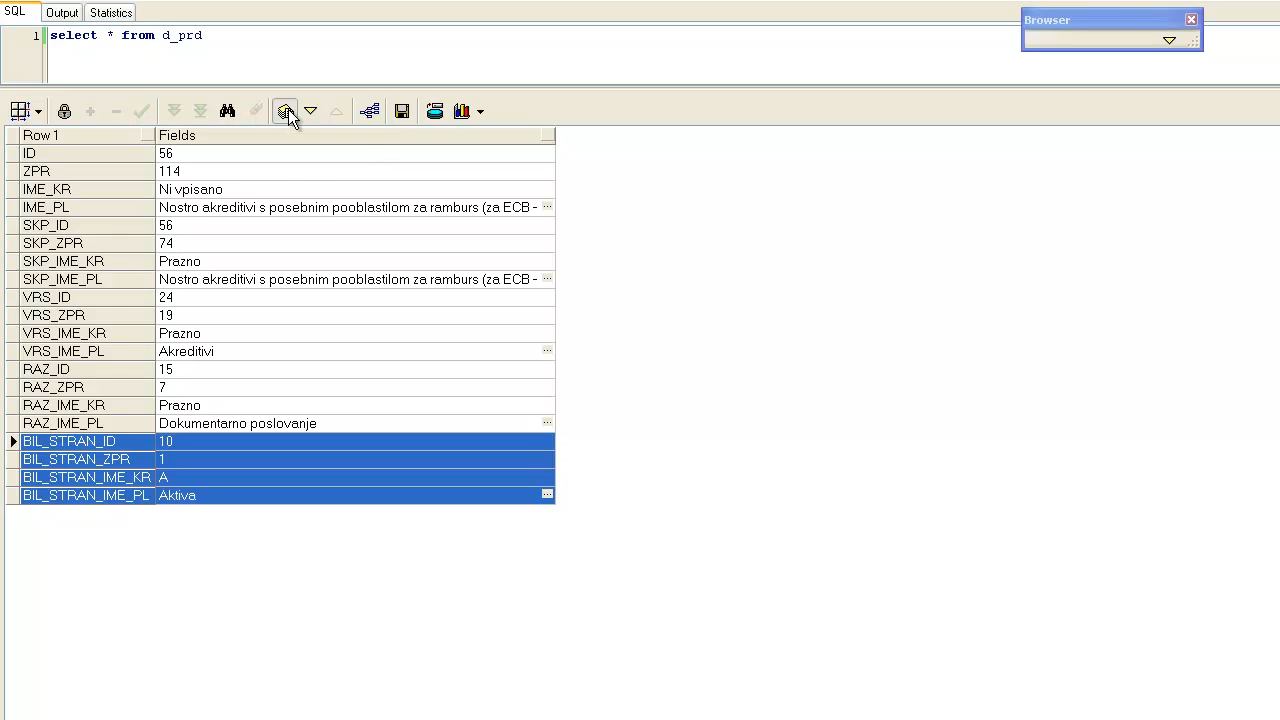 SQL Output Statistics
Browser
1 select * from d_prd
Row 1 Fields
ID 56
ZPR 114
IME_KR Ni vpisano
IME_PL Nostro akreditivi s posebnim pooblastilom za ramburs (za ECB - ...
SKP_ID 56
SKP_ZPR 74
SKP_IME_KR Prazno
SKP_IME_PL Nostro akreditivi s posebnim pooblastilom za ramburs (za ECB - ...
VRS_ID 24
VRS_ZPR 19
VRS_IME_KR Prazno
VRS_IME_PL Akreditivi ...
RAZ_ID 15
RAZ_ZPR 7
RAZ_IME_KR Prazno
RAZ_IME_PL Dokumentarno poslovanje ...
BIL_STRAN_ID 10
BIL_STRAN_ZPR 1
BIL_STRAN_IME_KR A
BIL_STRAN_IME_PL Aktiva ...